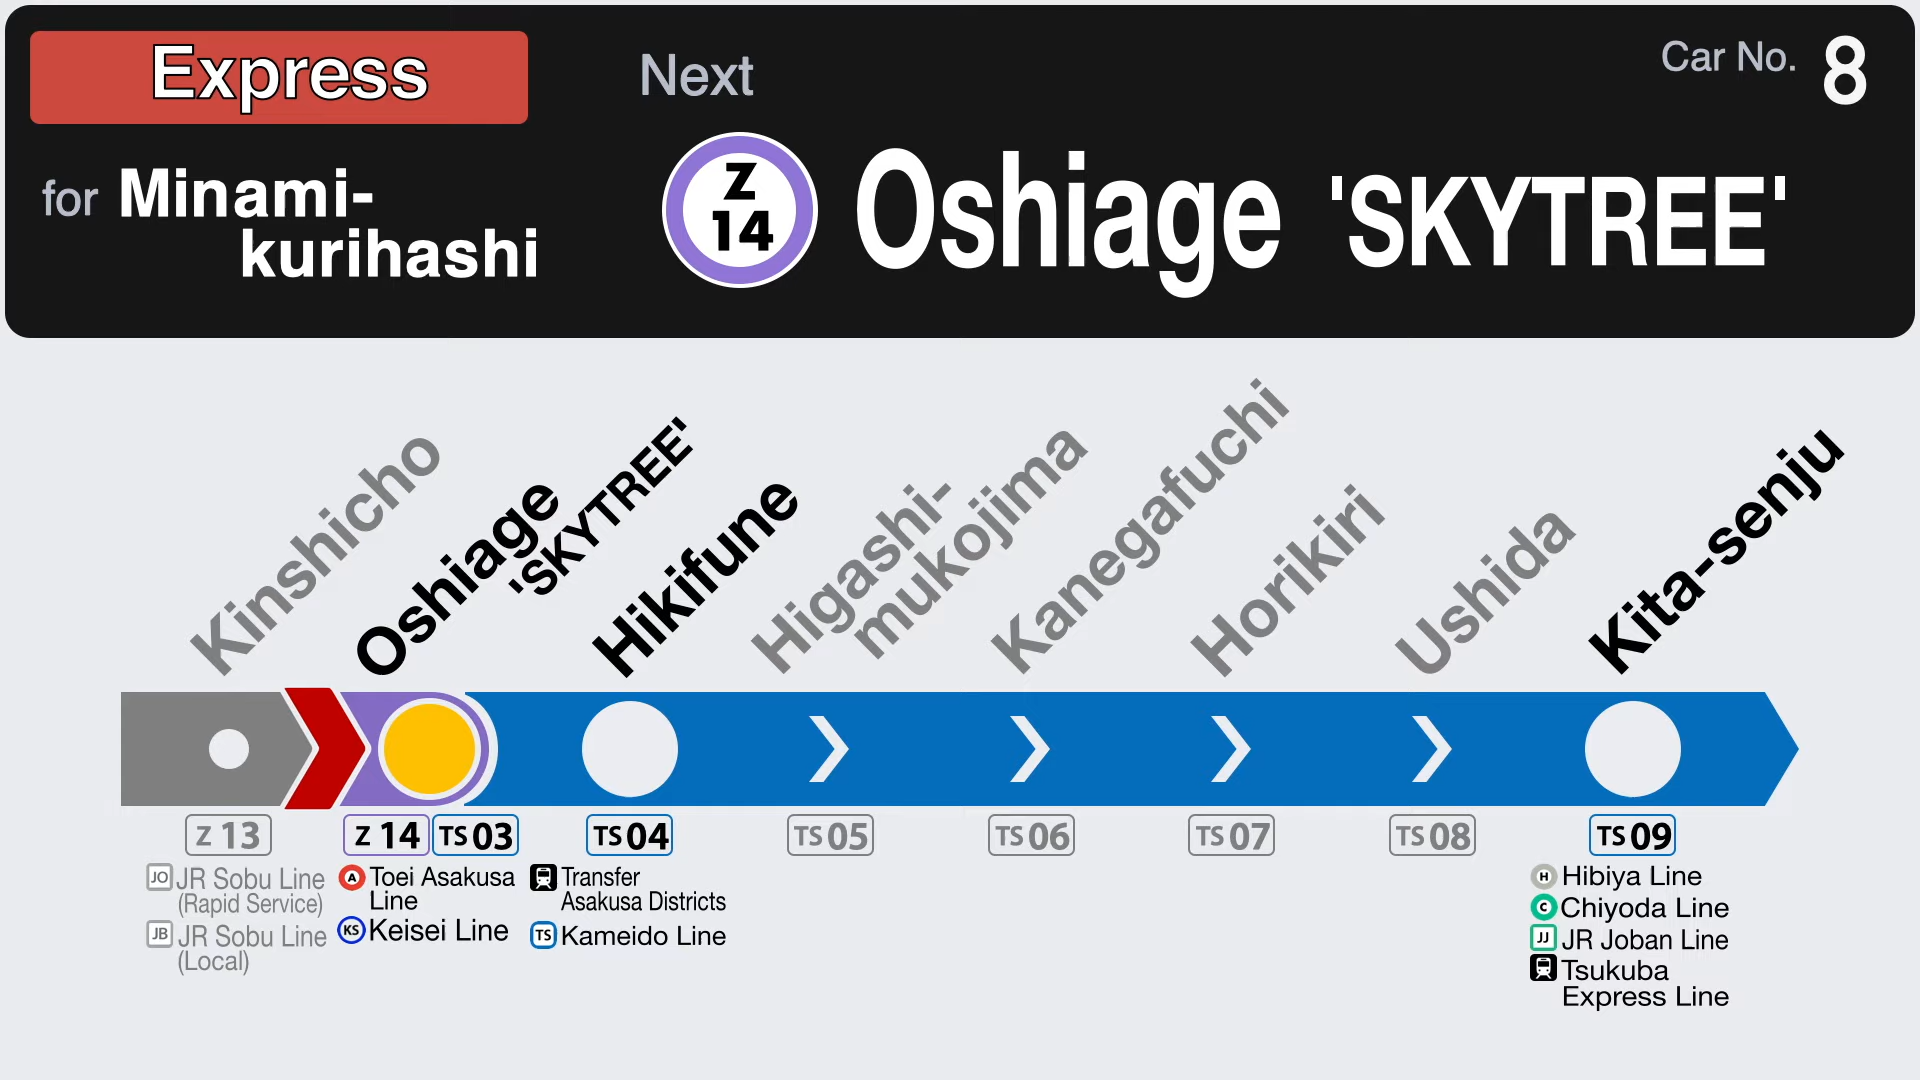 Express
Next
Car No. 8
for Minami-
kurihashi
Z
14
Oshiage 'SKYTREE'
Kinshicho
Oshiage
'SKYTREE'
Hikifune
Higashi-
mukojima
Kanegafuchi
Horikiri
Ushida
Kita-senju
Z 13
Z 14
TS 03
TS 04
TS 05
TS 06
TS 07
TS 08
TS 09
JO JR Sobu Line
(Rapid Service)
JB JR Sobu Line
(Local)
A Toei Asakusa
Line
KS Keisei Line
Transfer
Asakusa Districts
TS Kameido Line
H Hibiya Line
C Chiyoda Line
JJ JR Joban Line
Tsukuba
Express Line